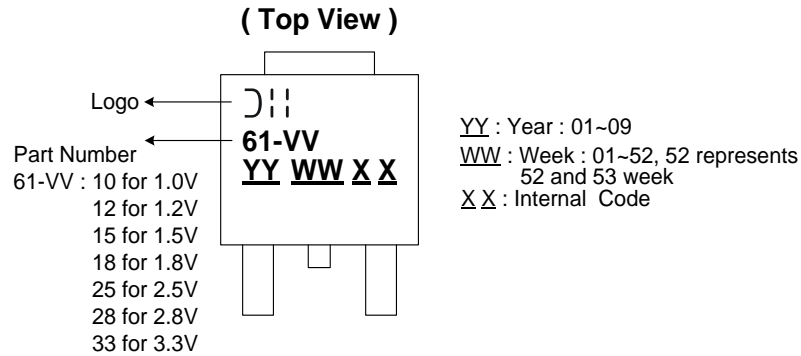 ( Top View )
Logo
61-VV
YY WW X X
Part Number
61-VV : 10 for 1.0V
12 for 1.2V
15 for 1.5V
18 for 1.8V
25 for 2.5V
28 for 2.8V
33 for 3.3V
YY : Year : 01~09
WW : Week : 01~52, 52 represents
52 and 53 week
X X : Internal Code